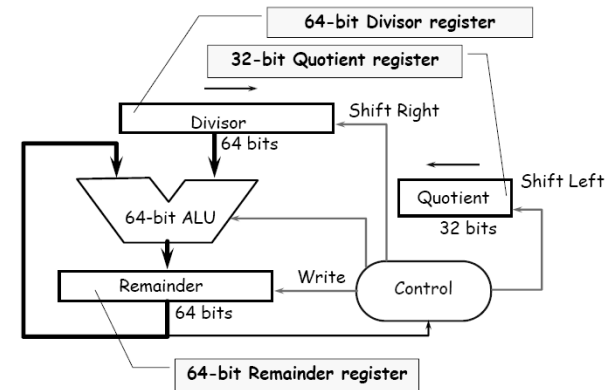 64-bit Divisor register
32-bit Quotient register
Divisor
Shift Right
64 bits
Quotient
Shift Left
32 bits
64-bit ALU
Remainder
Write
Control
64 bits
64-bit Remainder register